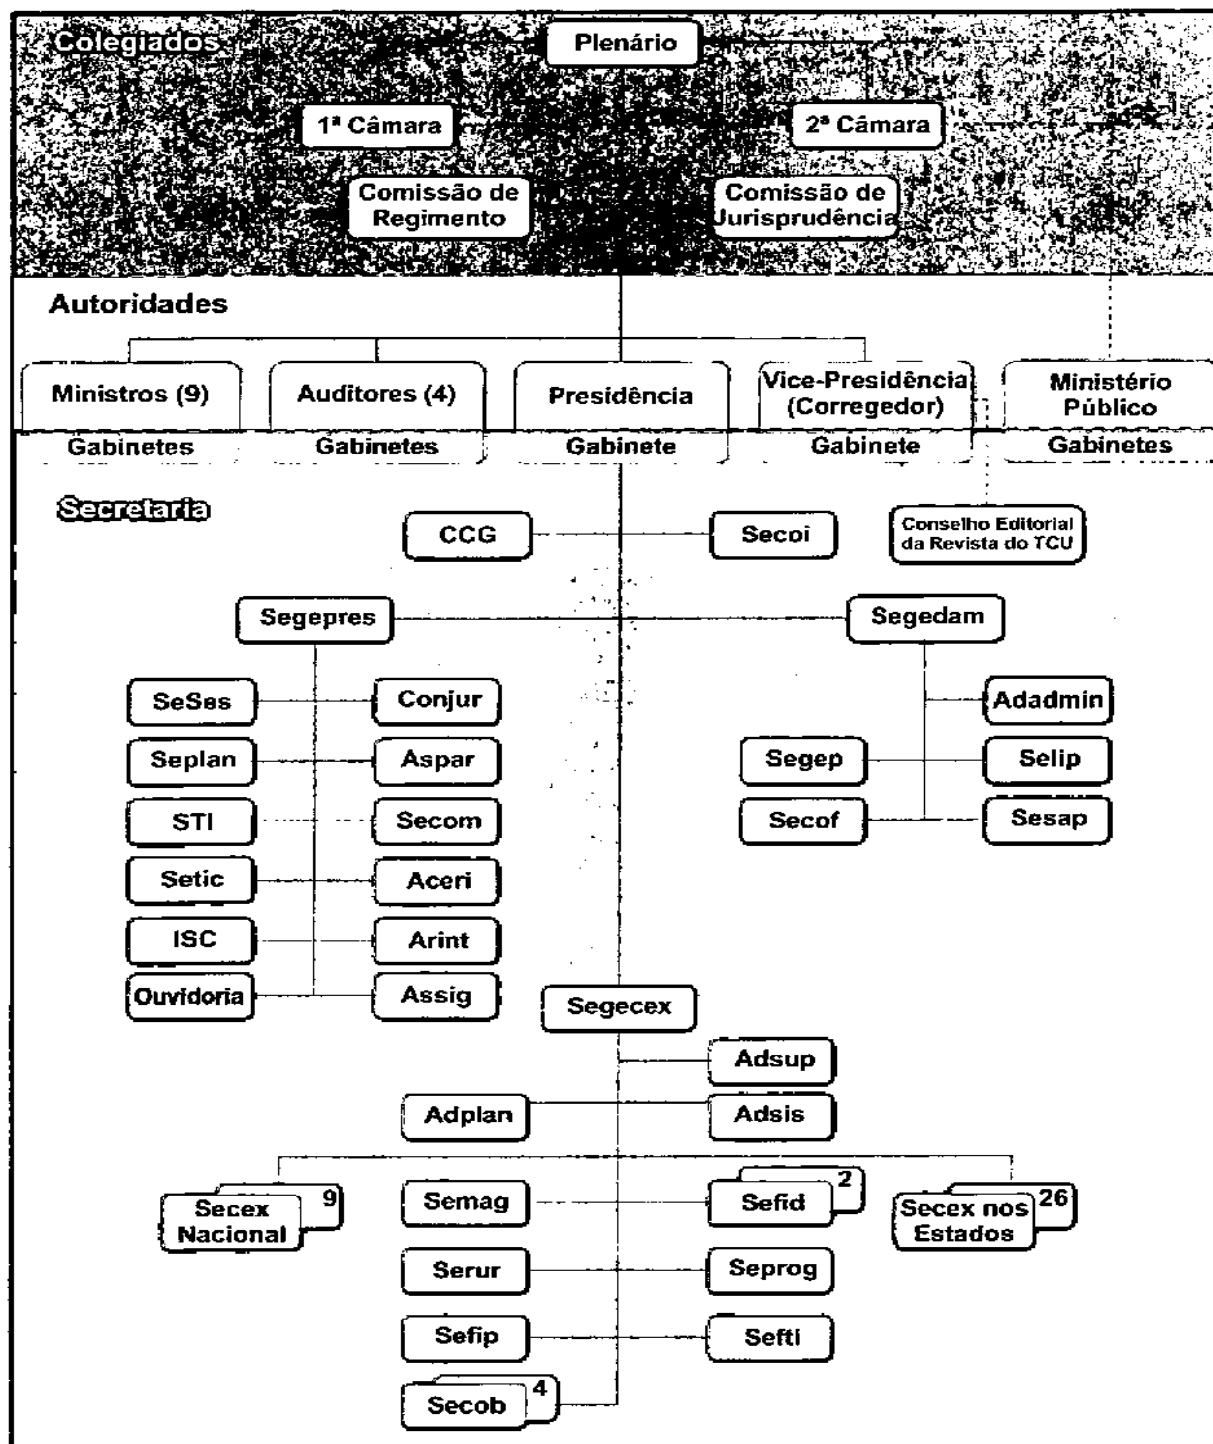 Colegiados
Plenário
1ª Câmara
2ª Câmara
Comissão de
Regimento
Comissão de
Jurisprudência
Autoridades
Ministros (9)
Gabinetes
Auditores (4)
Gabinetes
Presidência
Gabinete
Vice-Presidência
(Corregedor)
Gabinete
Ministério
Público
Gabinetes
Secretaria
CCG
Secoi
Conselho Editorial
da Revista do TCU
Segepres
Segedam
SeSes
Conjur
Adadmin
Seplan
Aspar
Segep
Selip
STI
Secom
Secof
Sesap
Setic
Aceri
ISC
Arint
Ouvidoria
Assig
Segecex
Adsup
Adplan
Adsis
Secex
Nacional
9
Semag
Sefid
2
Secex nos
Estados
26
Serur
Seprog
Sefip
Sefti
Secob
4